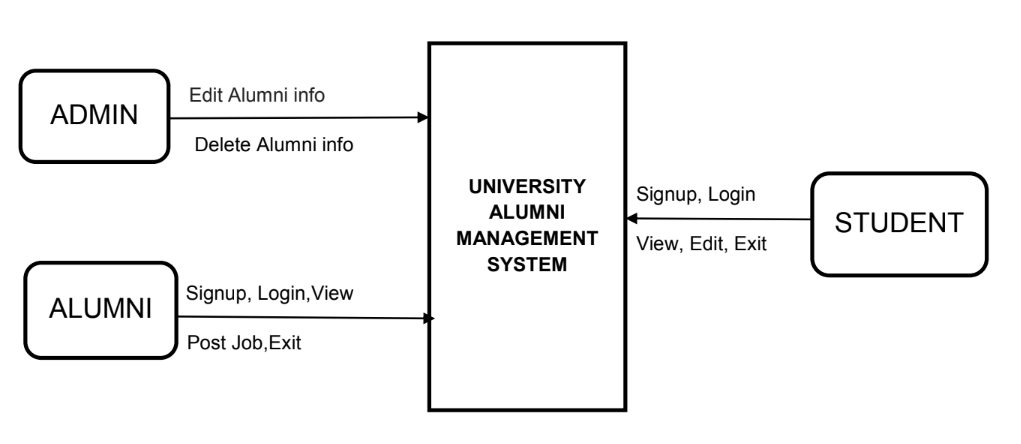 ADMIN
Edit Alumni info
Delete Alumni info
UNIVERSITY
ALUMNI
MANAGEMENT
SYSTEM
Signup, Login
View, Edit, Exit
STUDENT
ALUMNI
Signup, Login,View
Post Job,Exit